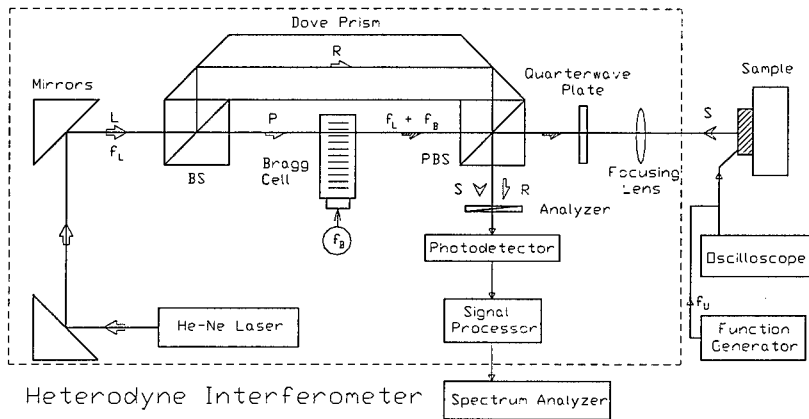 Dove Prism
R
Mirrors
Quarterwave
Plate
Sample
L
f_L
P
f_L + f_B
S
BS
Bragg
Cell
PBS
Focusing
Lens
S
R
Analyzer
f_B
Photodetector
Oscilloscope
f_U
He-Ne Laser
Signal
Processor
Function
Generator
Heterodyne Interferometer
Spectrum Analyzer